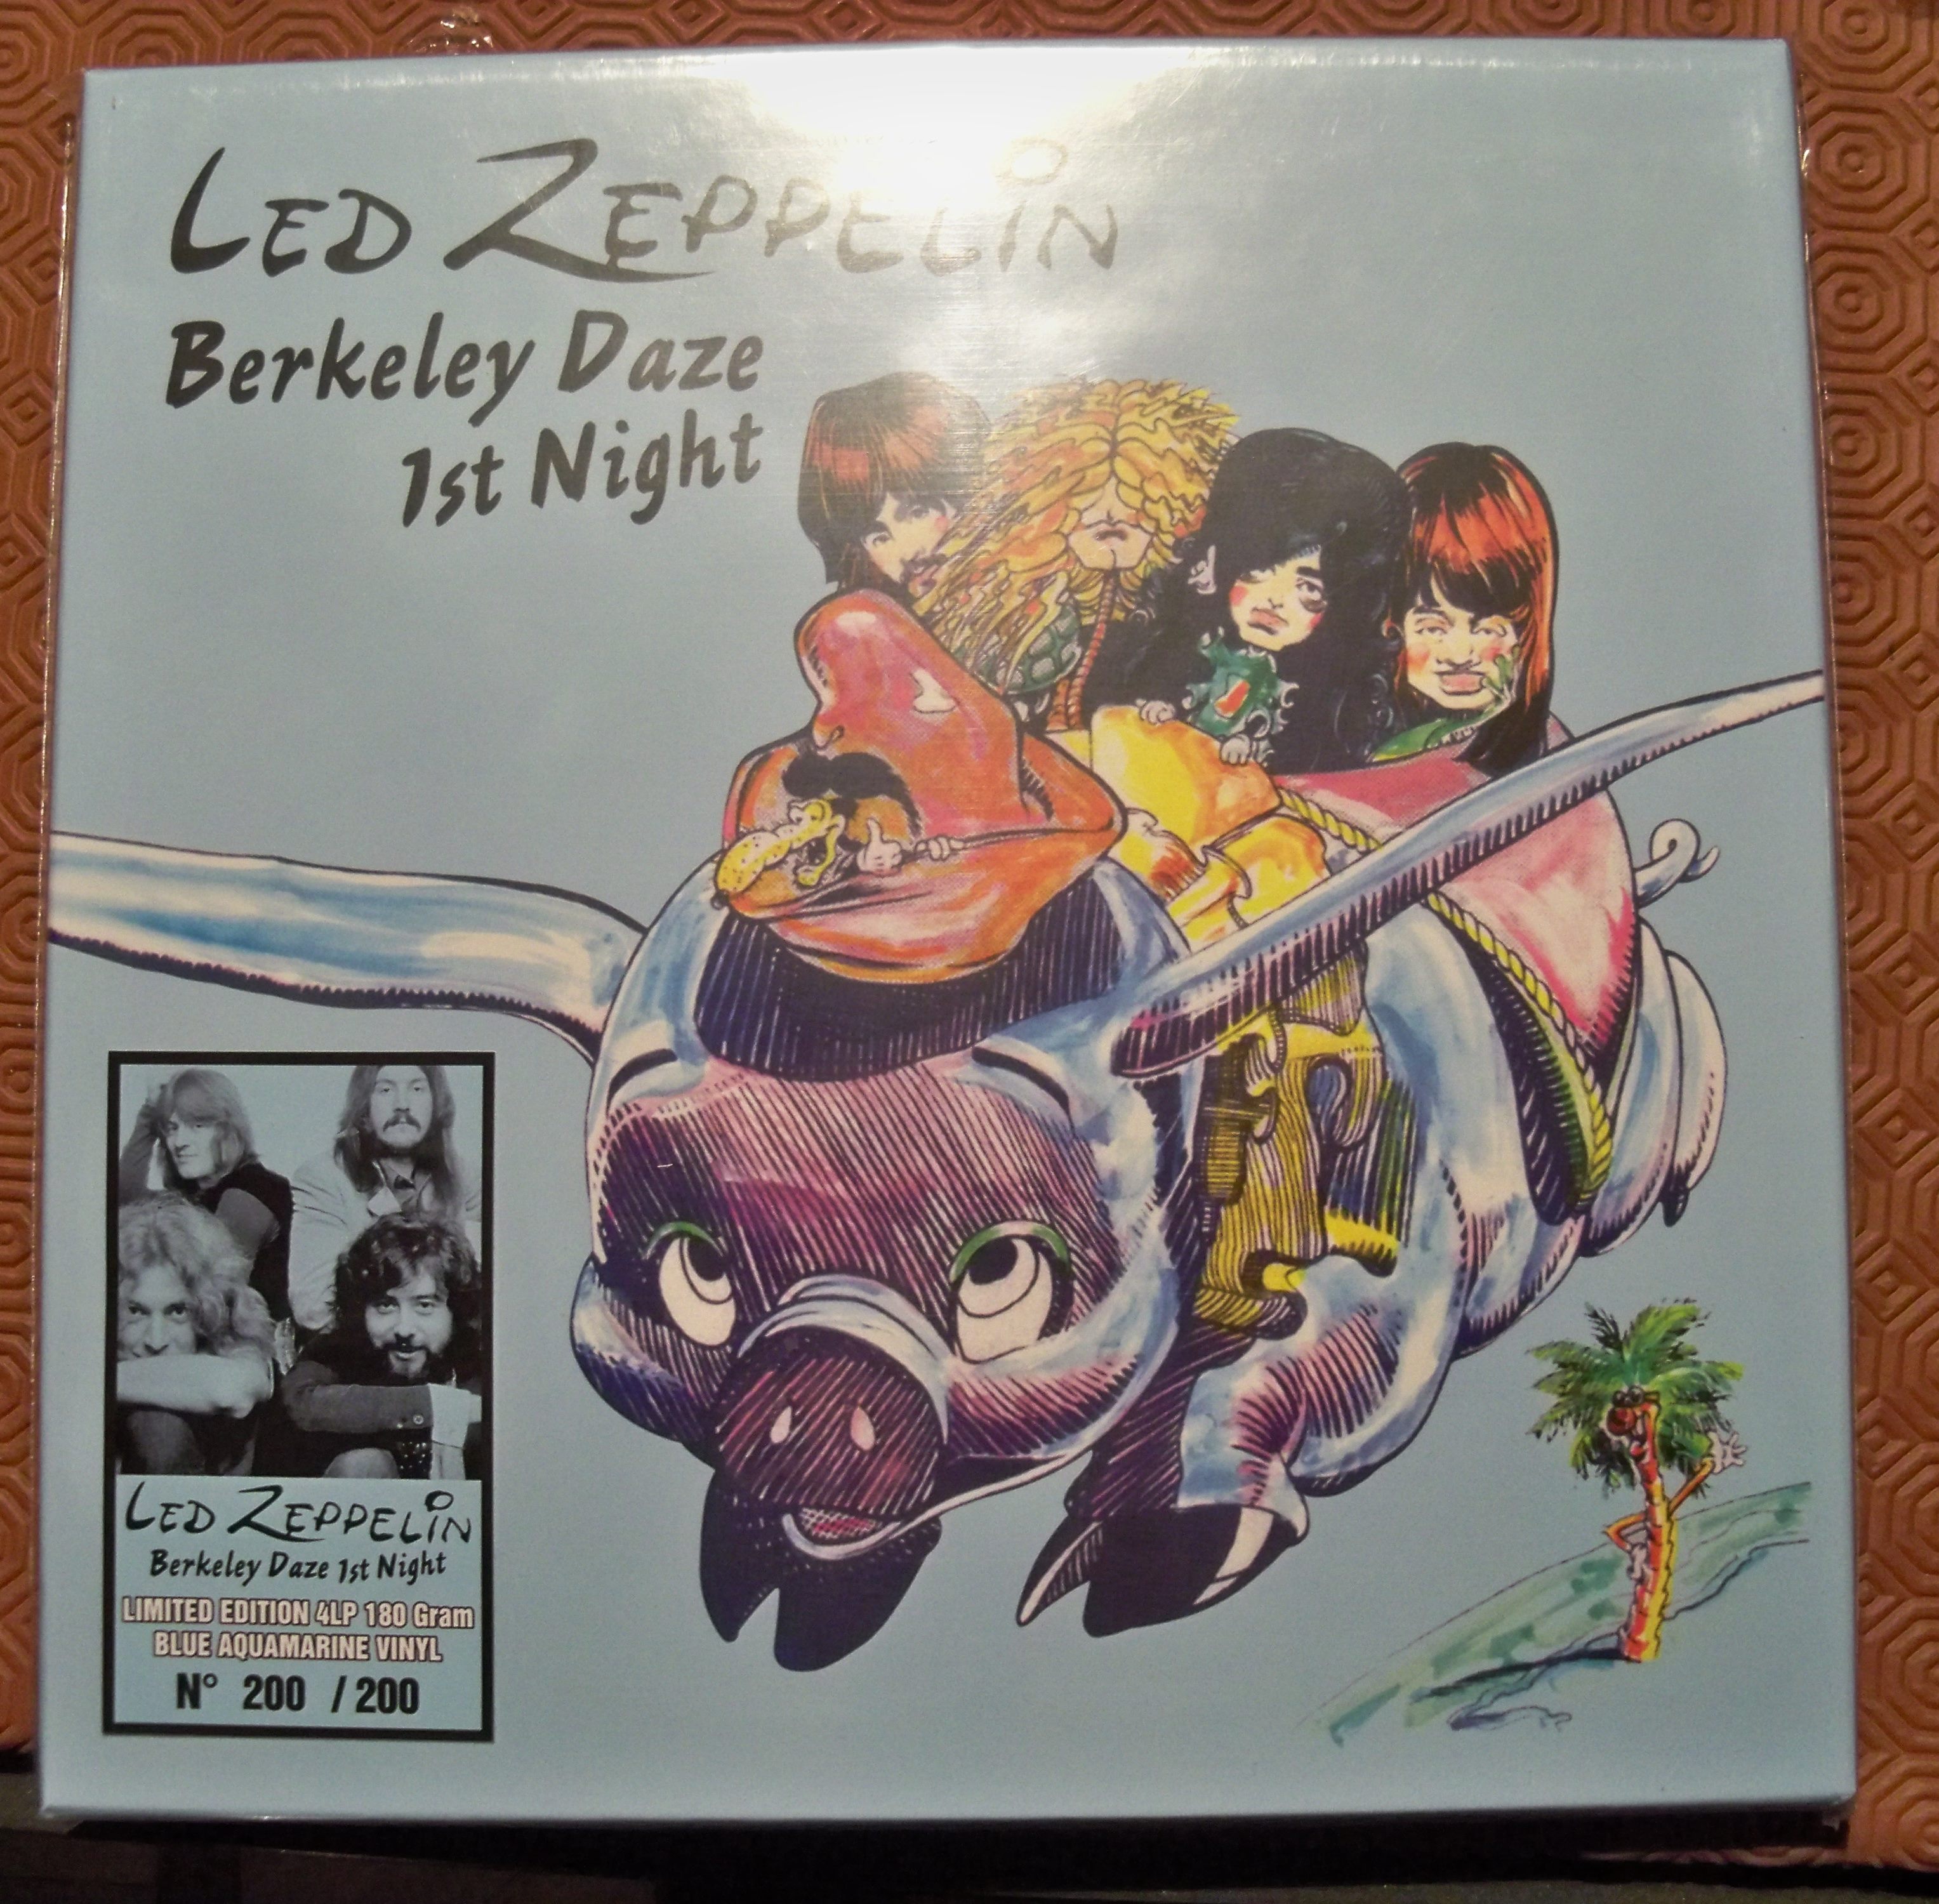 LED ZEPPELIN
Berkeley Daze
1st Night
LED ZEPPELIN
Berkeley Daze 1st Night
LIMITED EDITION 4LP 180 Gram
BLUE AQUAMARINE VINYL
N° 200 / 200